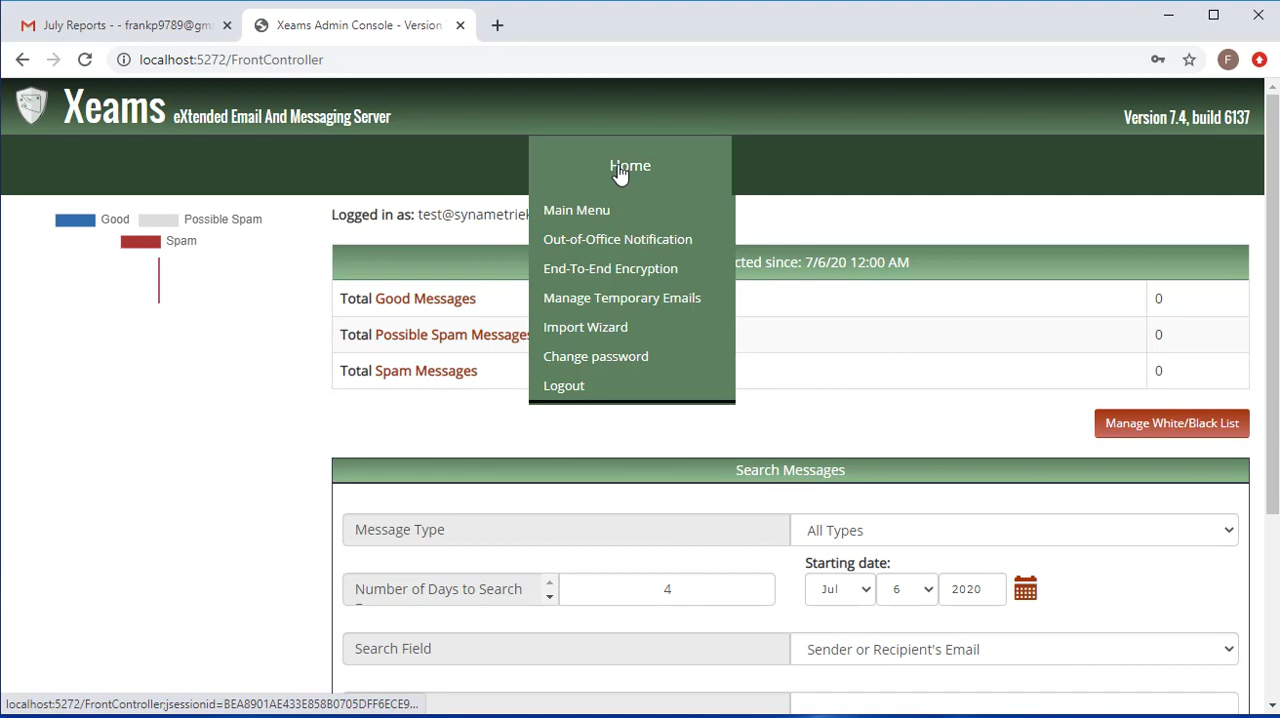 July Reports - - frankp9789@gm
Xeams Admin Console - Version
localhost:5272/FrontController
F
Xeams eXtended Email And Messaging Server
Version 7.4, build 6137
Home
Main Menu
Out-of-Office Notification
End-To-End Encryption
Manage Temporary Emails
Import Wizard
Change password
Logout
Good
Possible Spam
Spam
Logged in as: test@synametriek
cted since: 7/6/20 12:00 AM
Total Good Messages 0
Total Possible Spam Messages 0
Total Spam Messages 0
Manage White/Black List
Search Messages
Message Type
All Types
Starting date:
Number of Days to Search
4
Jul
6
2020
Search Field
Sender or Recipient's Email
localhost:5272/FrontController;jsessionid=BEA8901AE433E858B0705DFF6ECE9...